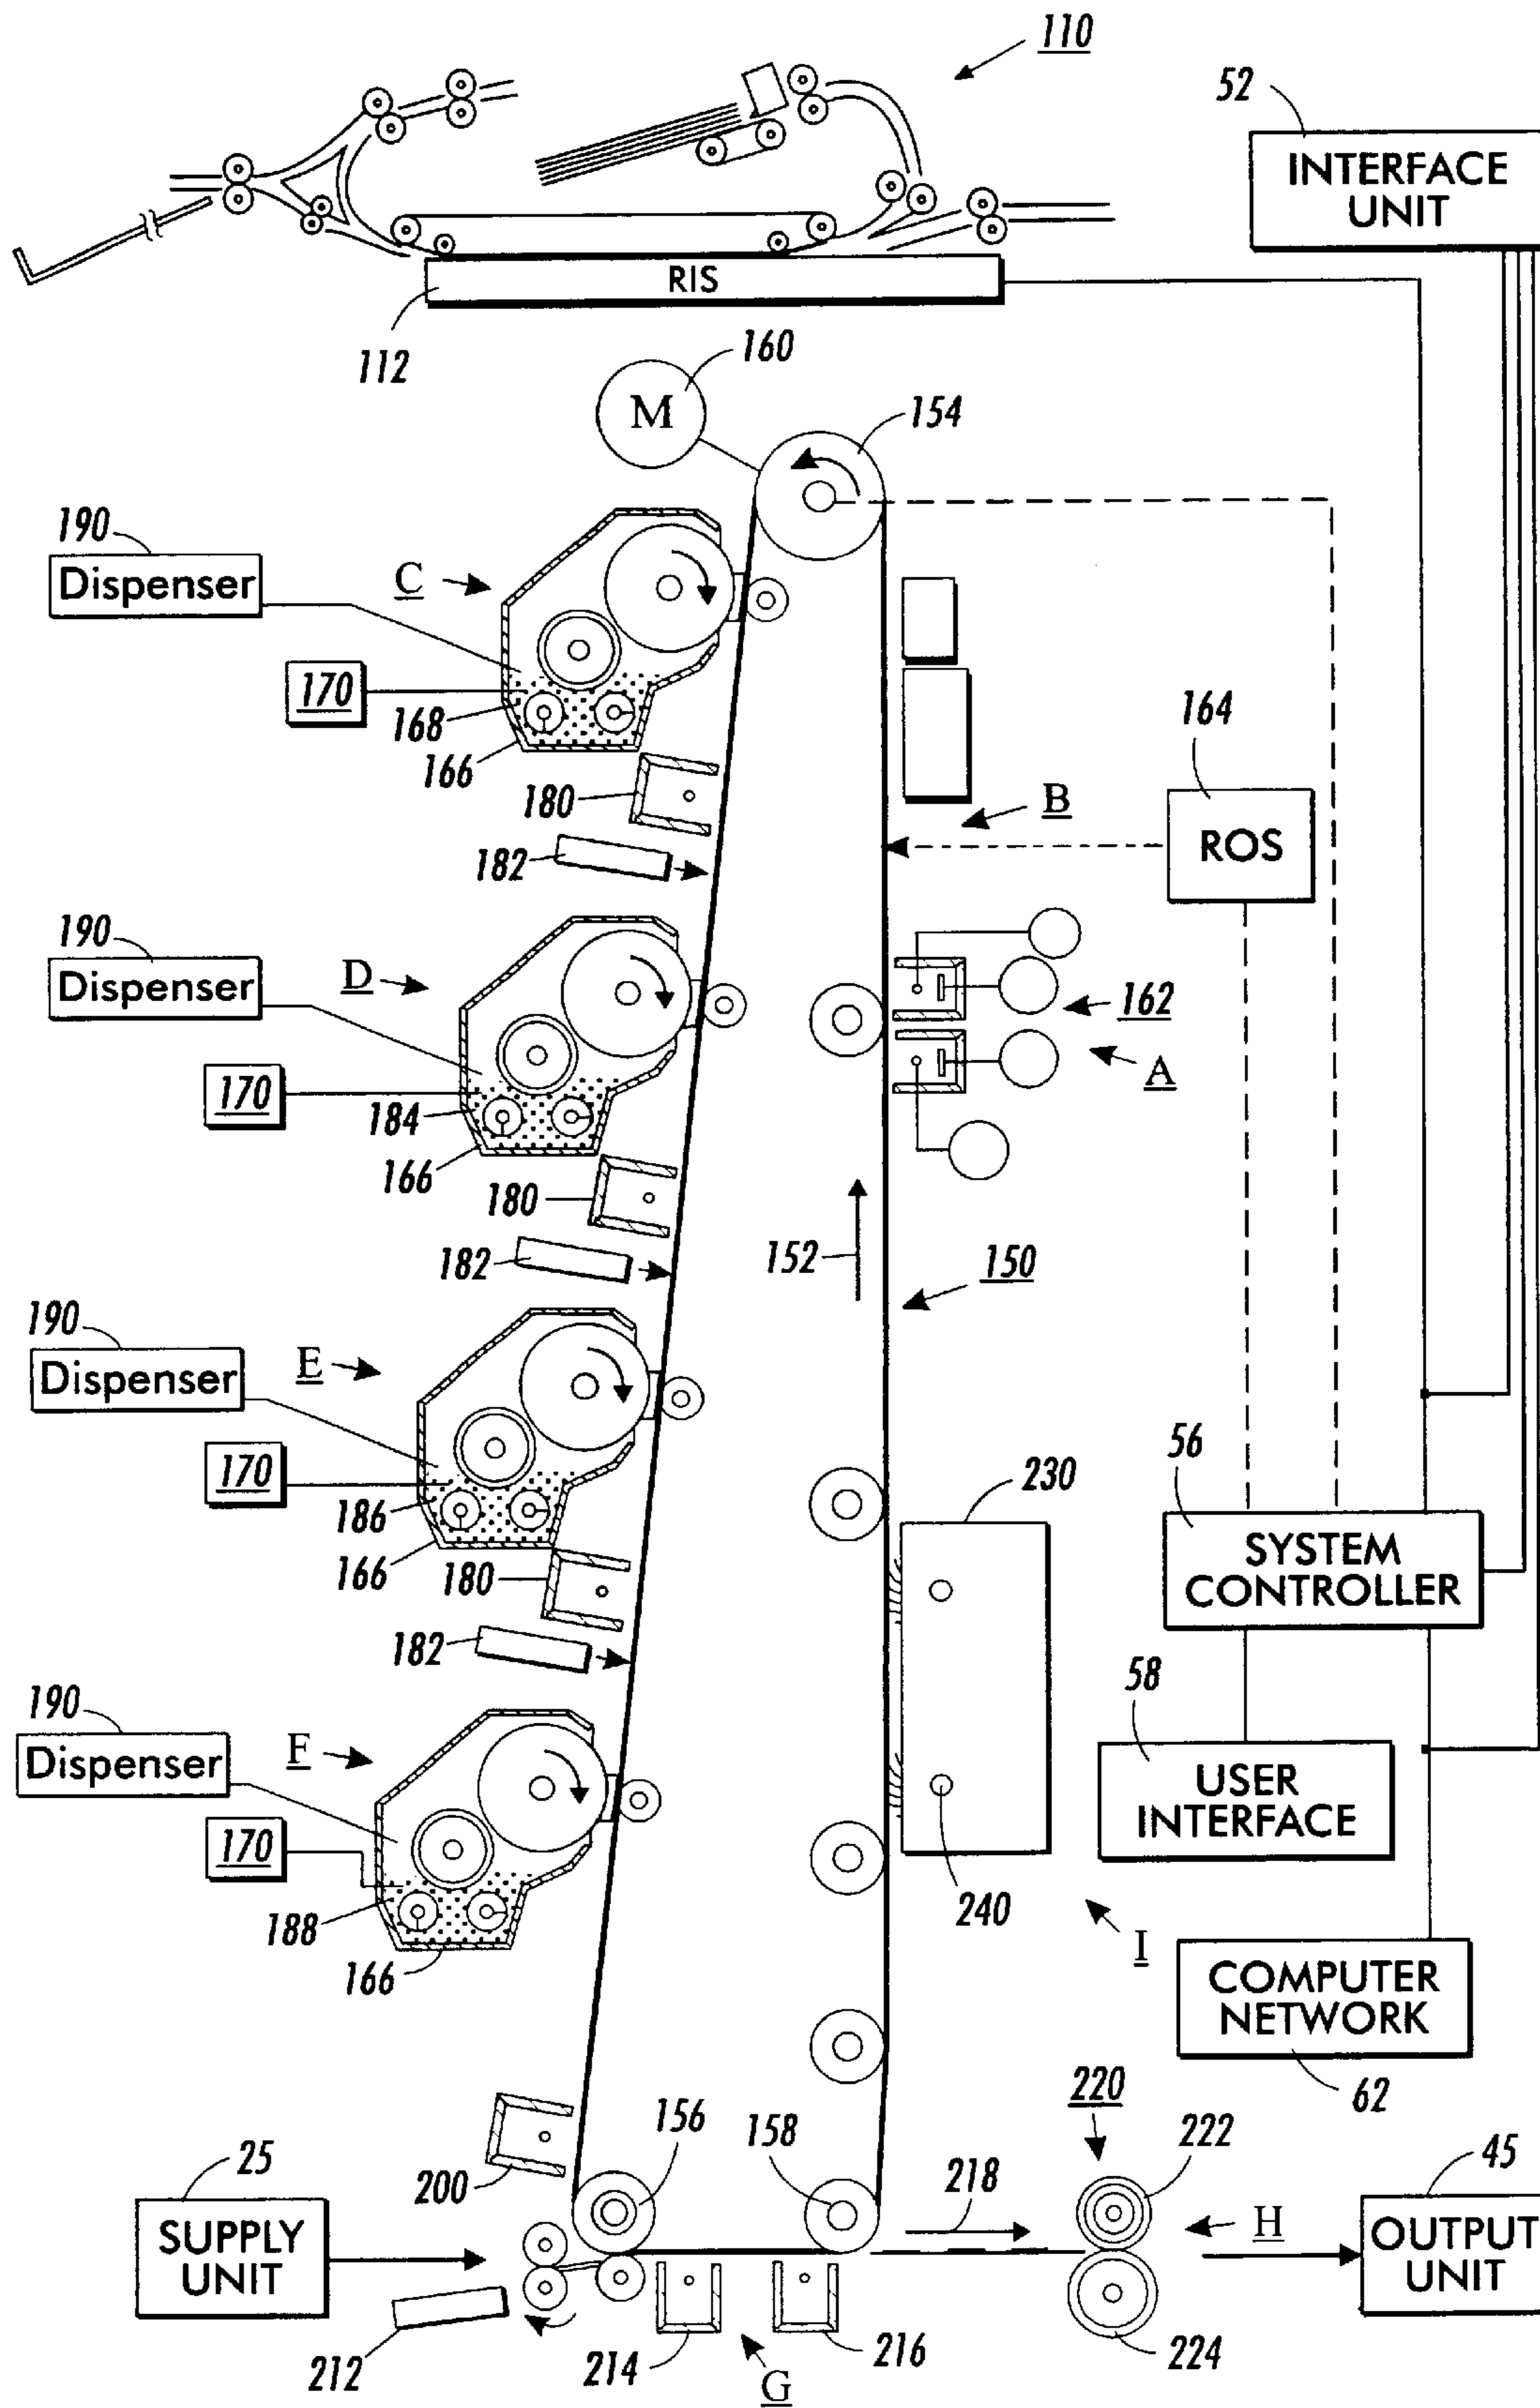 110
52
INTERFACE
UNIT
RIS
112
160
M
154
190
Dispenser
C
170
168
166
180
182
B
164
ROS
190
Dispenser
D
162
A
170
184
166
180
182
152
150
190
Dispenser
E
170
186
166
180
182
56
SYSTEM
CONTROLLER
230
58
USER
INTERFACE
190
Dispenser
F
170
188
166
240
I
COMPUTER
NETWORK
62
200
156
158
218
220
222
H
45
OUTPUT
UNIT
25
SUPPLY
UNIT
212
214
G
216
224